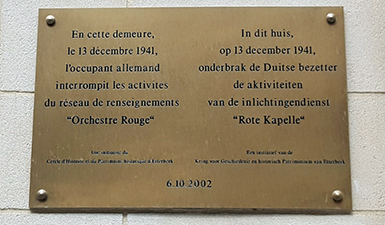 En cette demeure,
le 13 décembre 1941,
l'occupant allemand
interrompit les activites
du réseau de renseignements
"Orchestre Rouge"
In dit huis,
op 13 december 1941,
onderbrak de Duitse bezetter
de aktiviteiten
van de inlichtingendienst
"Rote Kapelle"
Une initiative du
Cercle d'Histoire et du Patrimoine historique d'Etterbeek
Een initiatief van de
Kring voor Geschiedenis en historisch Patrimonium van Etterbeek
6.10.2002